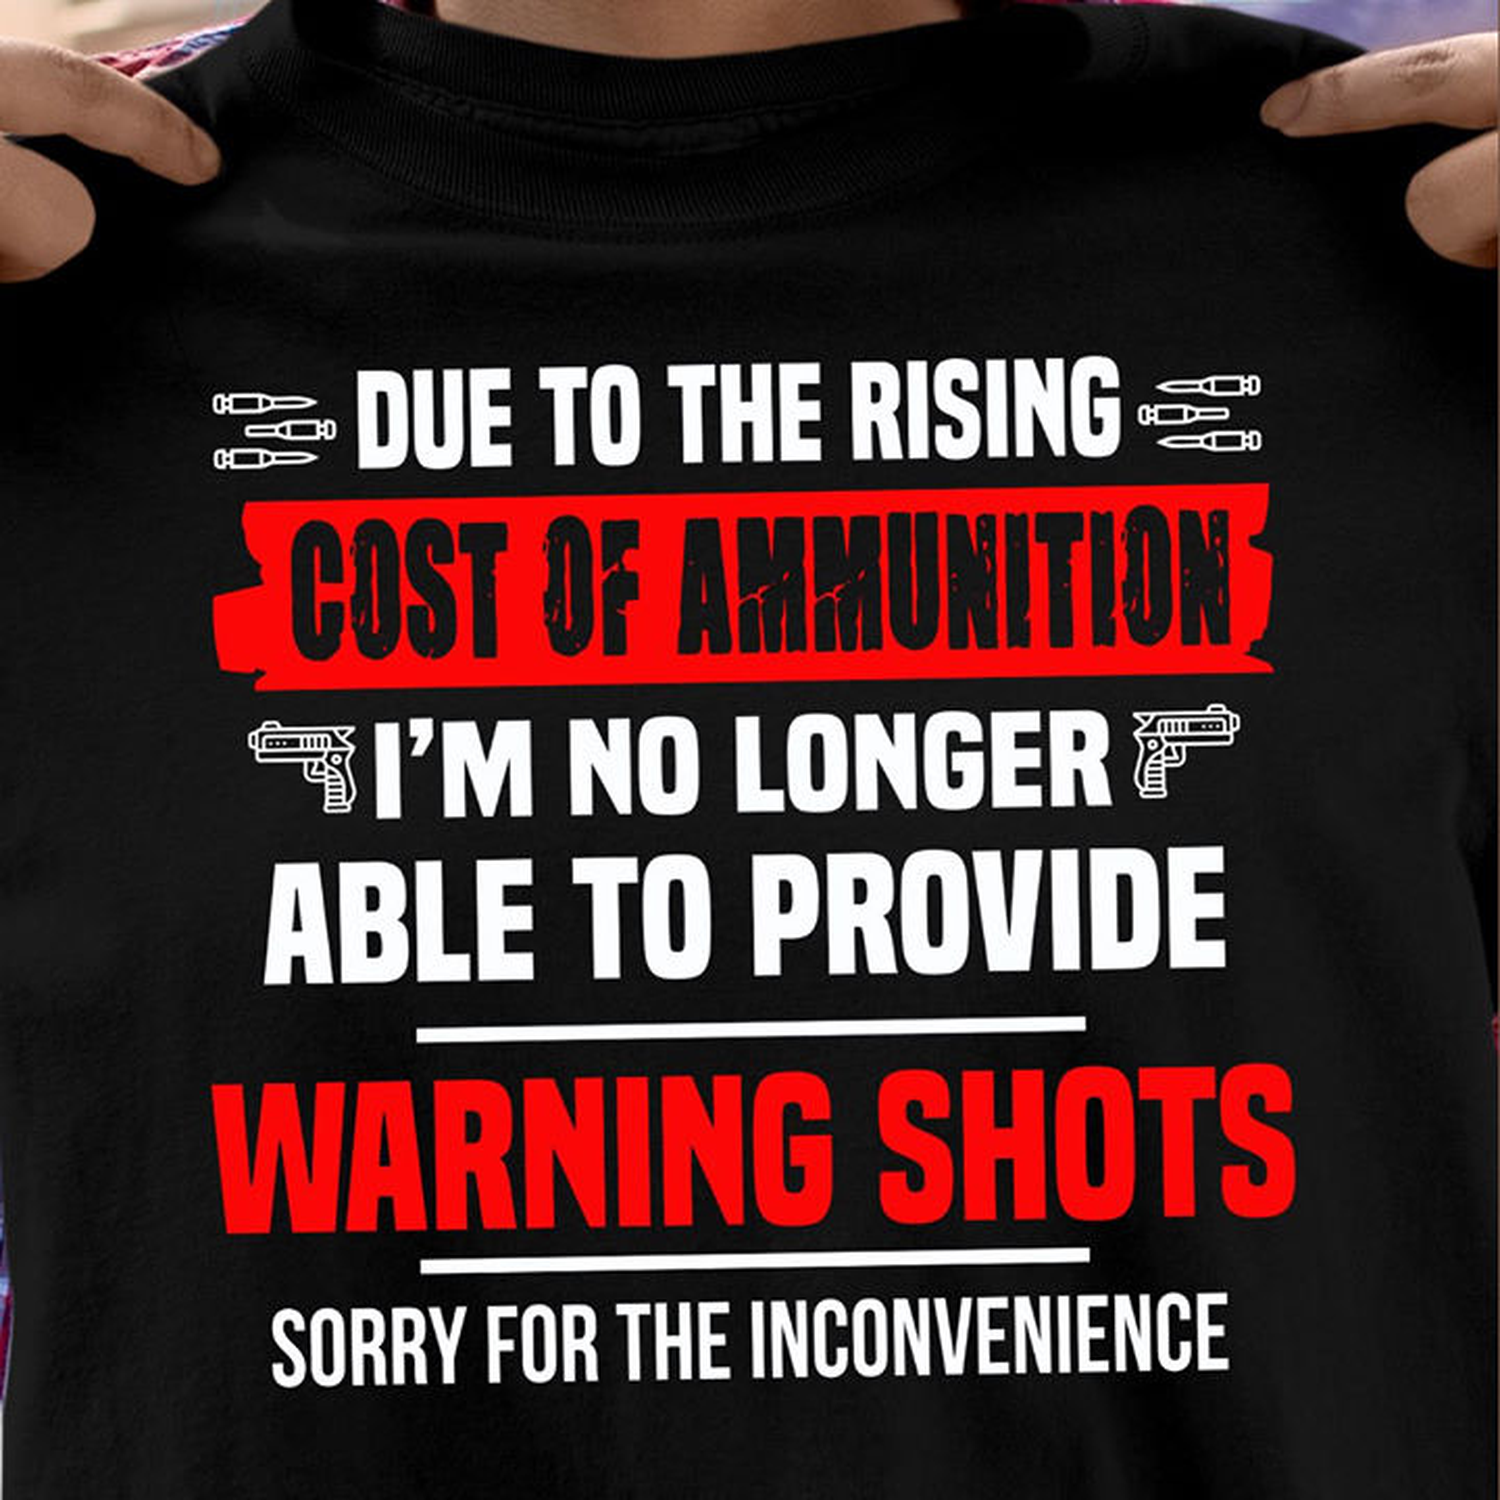 DUE TO THE RISING
COST OF AMMUNITION
I'M NO LONGER
ABLE TO PROVIDE
WARNING SHOTS
SORRY FOR THE INCONVENIENCE